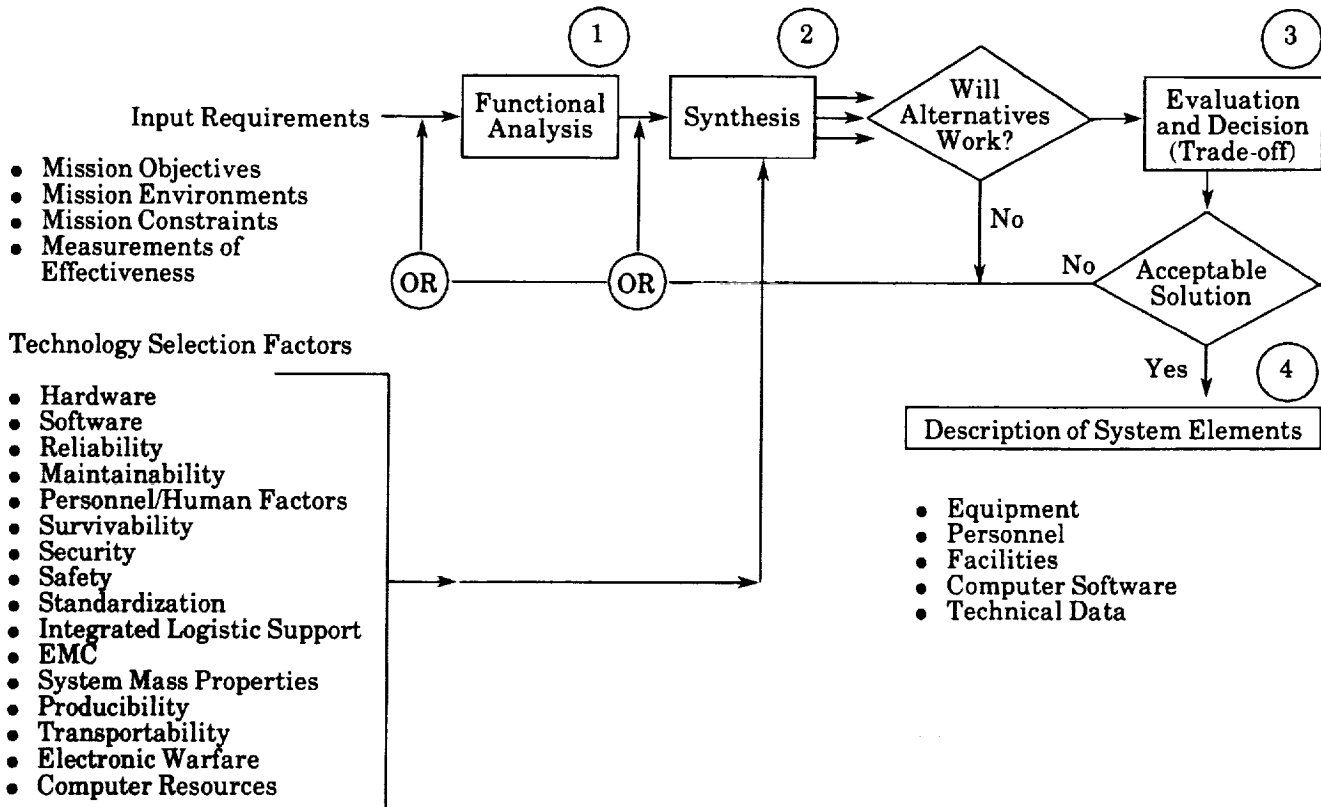 1
2
3
Input Requirements
Functional
Analysis
Synthesis
Will
Alternatives
Work?
Evaluation
and Decision
(Trade-off)
• Mission Objectives
• Mission Environments
• Mission Constraints
• Measurements of
Effectiveness
OR
OR
No
No
Acceptable
Solution
Yes
4
Description of System Elements
• Equipment
• Personnel
• Facilities
• Computer Software
• Technical Data
Technology Selection Factors
• Hardware
• Software
• Reliability
• Maintainability
• Personnel/Human Factors
• Survivability
• Security
• Safety
• Standardization
• Integrated Logistic Support
• EMC
• System Mass Properties
• Producibility
• Transportability
• Electronic Warfare
• Computer Resources